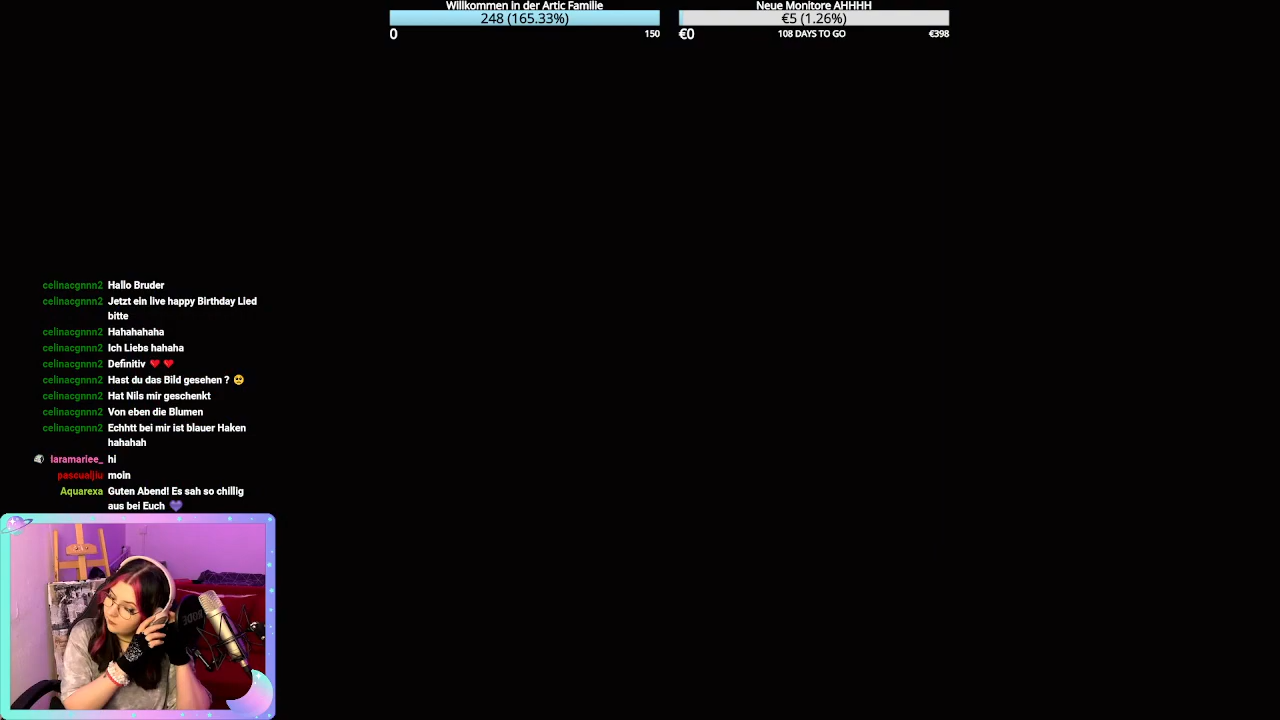 Willkommen in der Artic Familie
248 (165.33%)
0
150
Neue Monitore AHHHH
€5 (1.26%)
€0
108 DAYS TO GO
€398
celinacgnnn2 Hallo Bruder
celinacgnnn2 Jetzt ein live happy Birthday Lied
bitte
celinacgnnn2 Hahahahaha
celinacgnnn2 Ich Liebs hahaha
celinacgnnn2 Definitiv ❤️ ❤️
celinacgnnn2 Hast du das Bild gesehen ? 🥺
celinacgnnn2 Hat Nils mir geschenkt
celinacgnnn2 Von eben die Blumen
celinacgnnn2 Echhtt bei mir ist blauer Haken
hahahah
laramariee_ hi
pascualjiu moin
Aquarexa Guten Abend! Es sah so chillig
aus bei Euch 💜
RODE